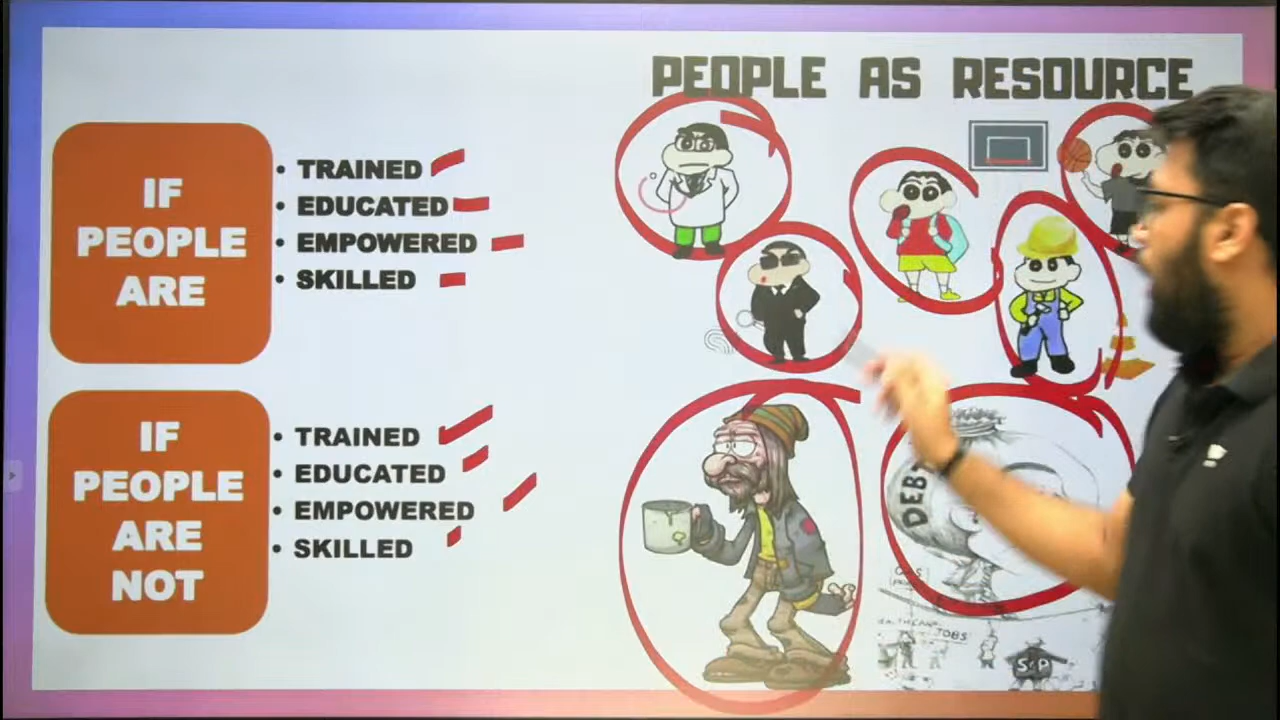 PEOPLE AS RESOURCE
IF
PEOPLE
ARE
• TRAINED
• EDUCATED
• EMPOWERED
• SKILLED
IF
PEOPLE
ARE
NOT
• TRAINED
• EDUCATED
• EMPOWERED
• SKILLED
DEB
JOBS
S&P